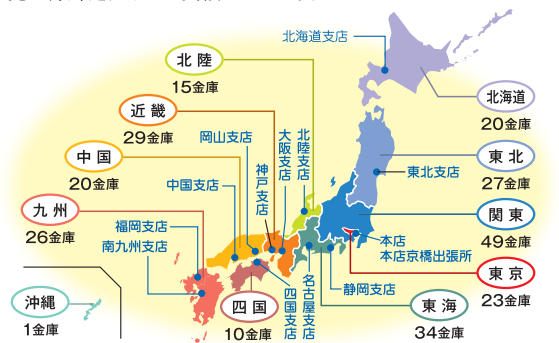 北海道支店
北陸
15金庫
北海道
20金庫
近畿
29金庫
岡山支店
大阪支店
北陸支店
中国
20金庫
神戸支店
中国支店
東北
27金庫
東北支店
九州
26金庫
福岡支店
南九州支店
関東
49金庫
本店
本店京橋出張所
東京
23金庫
静岡支店
沖縄
1金庫
四国
10金庫
四国支店
名古屋支店
東海
34金庫